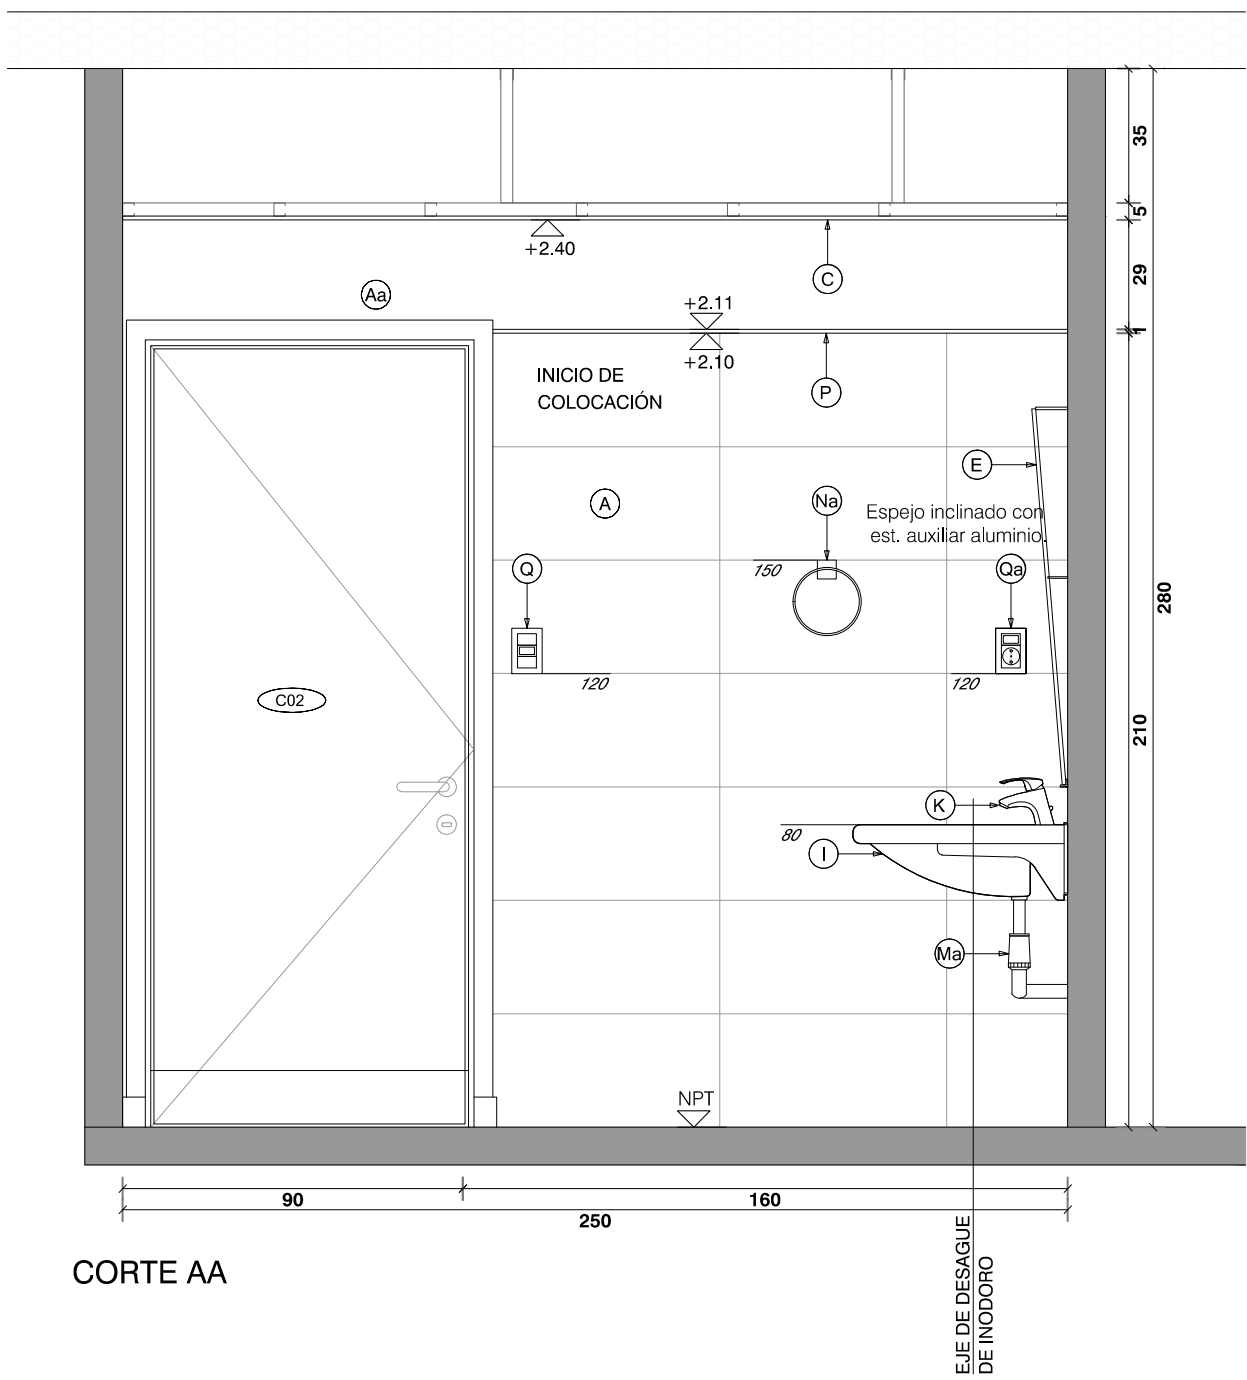 35
5
+2.40
29
C
Aa
+2.11
1
+2.10
INICIO DE
COLOCACIÓN
P
E
A
Na
Espejo inclinado con
est. auxiliar aluminio.
Q
150
Qa
280
120
120
C02
210
K
80
I
Ma
NPT
90
160
250
CORTE AA
EJE DE DESAGUE
DE INODORO